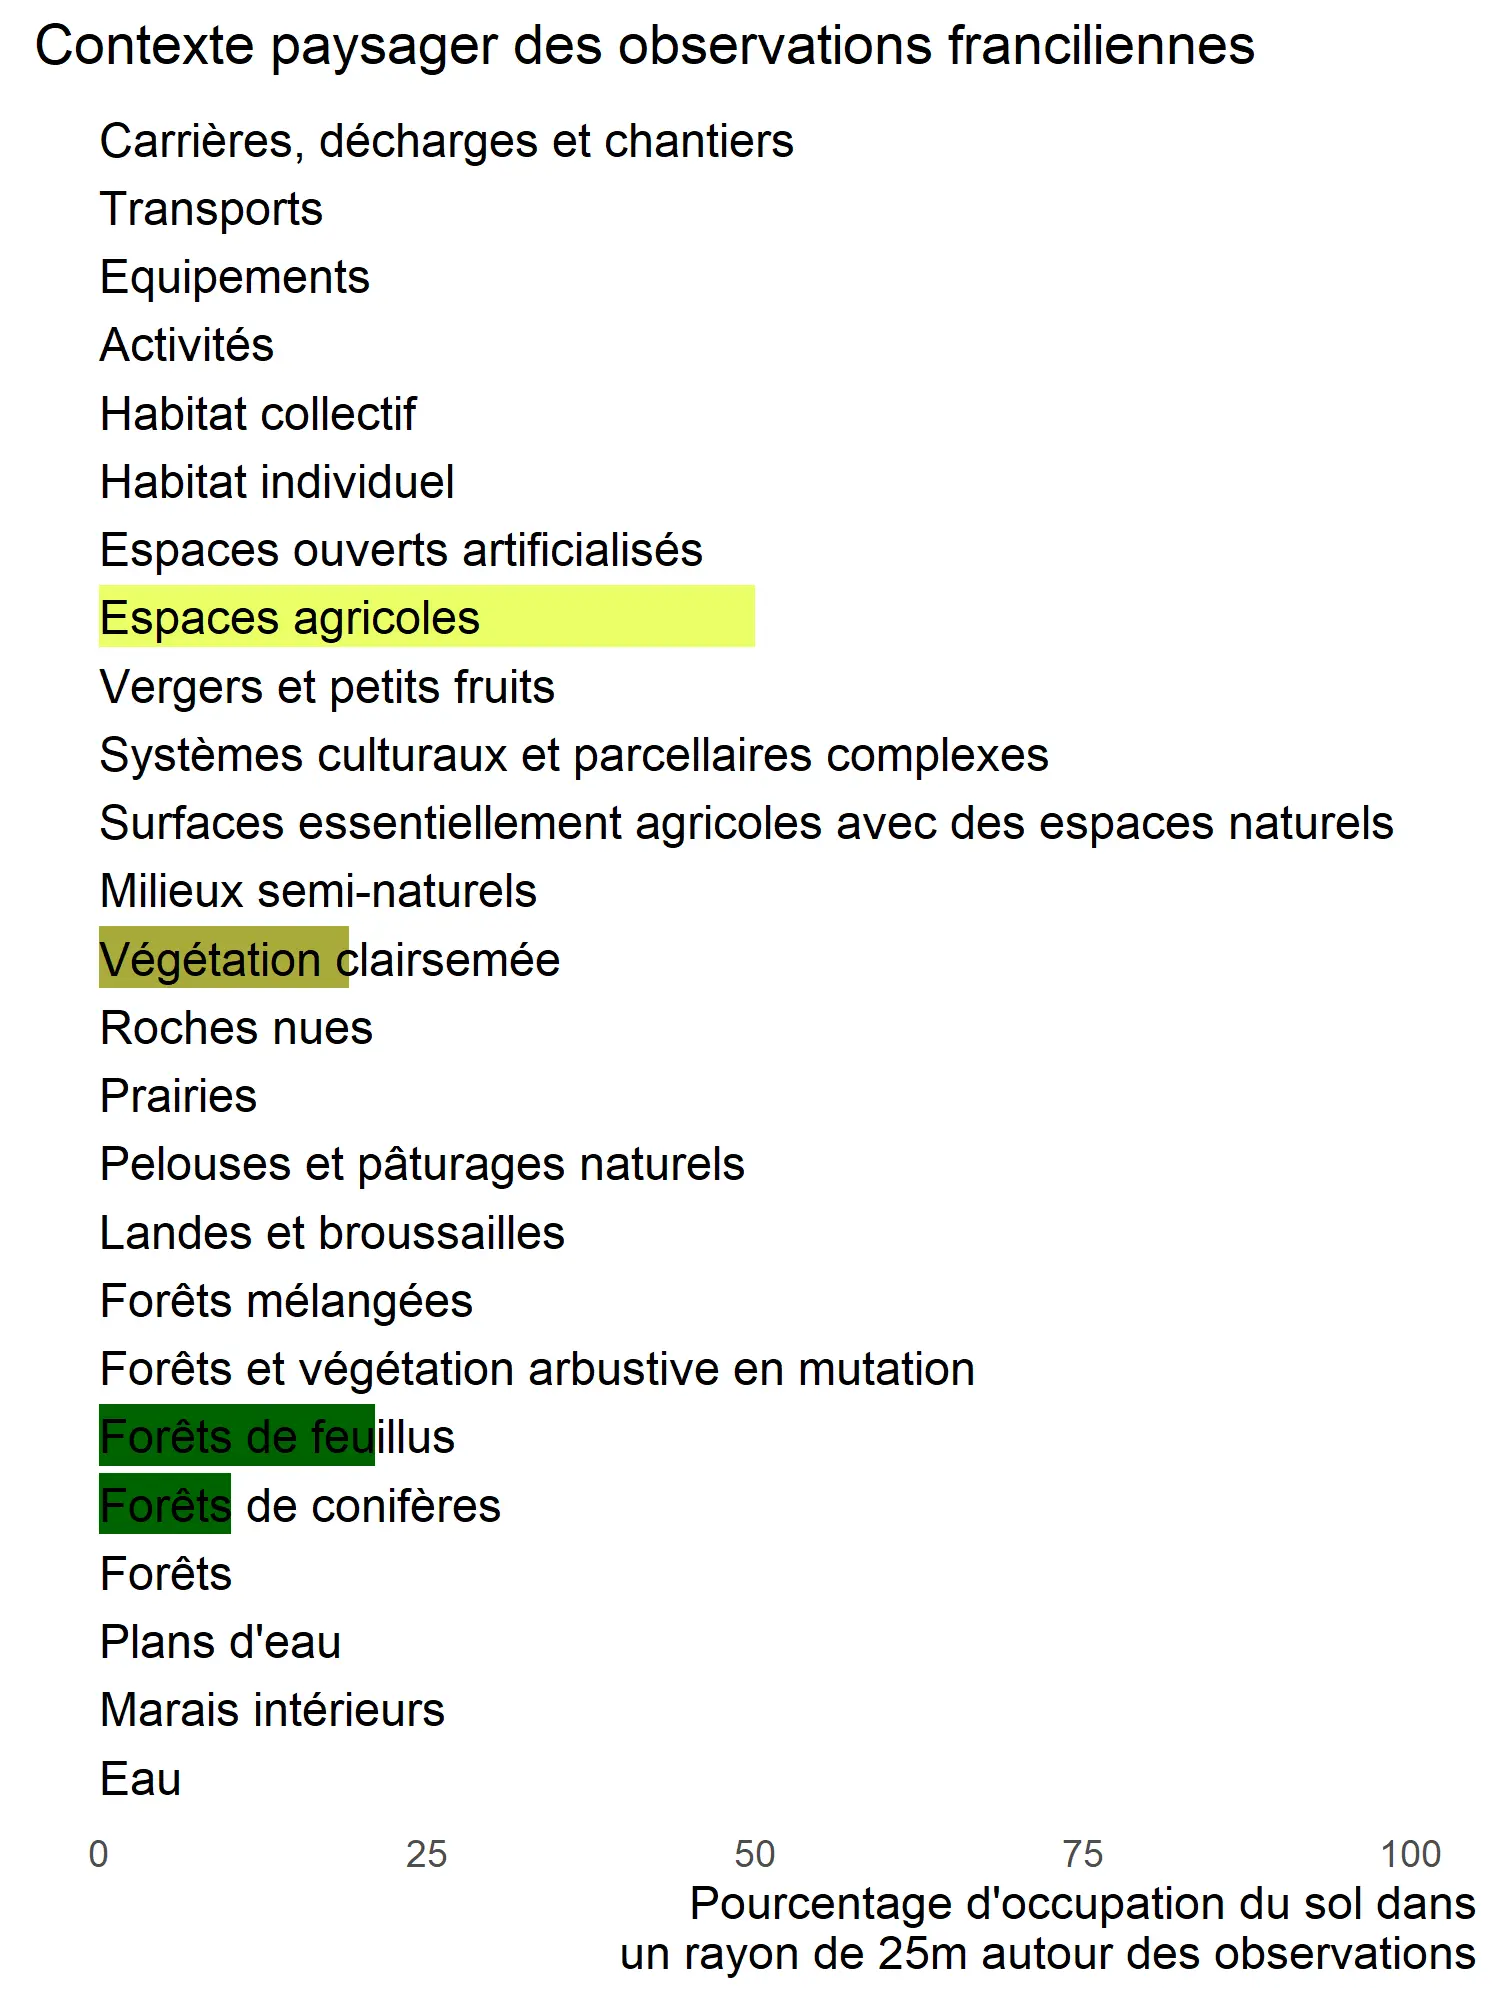 Contexte paysager des observations franciliennes
Carrières, décharges et chantiers
Transports
Equipements
Activités
Habitat collectif
Habitat individuel
Espaces ouverts artificialisés
Espaces agricoles
Vergers et petits fruits
Systèmes culturaux et parcellaires complexes
Surfaces essentiellement agricoles avec des espaces naturels
Milieux semi-naturels
Végétation clairsemée
Roches nues
Prairies
Pelouses et pâturages naturels
Landes et broussailles
Forêts mélangées
Forêts et végétation arbustive en mutation
Forêts de feuillus
Forêts de conifères
Forêts
Plans d'eau
Marais intérieurs
Eau
0 25 50 75 100
Pourcentage d'occupation du sol dans
un rayon de 25m autour des observations